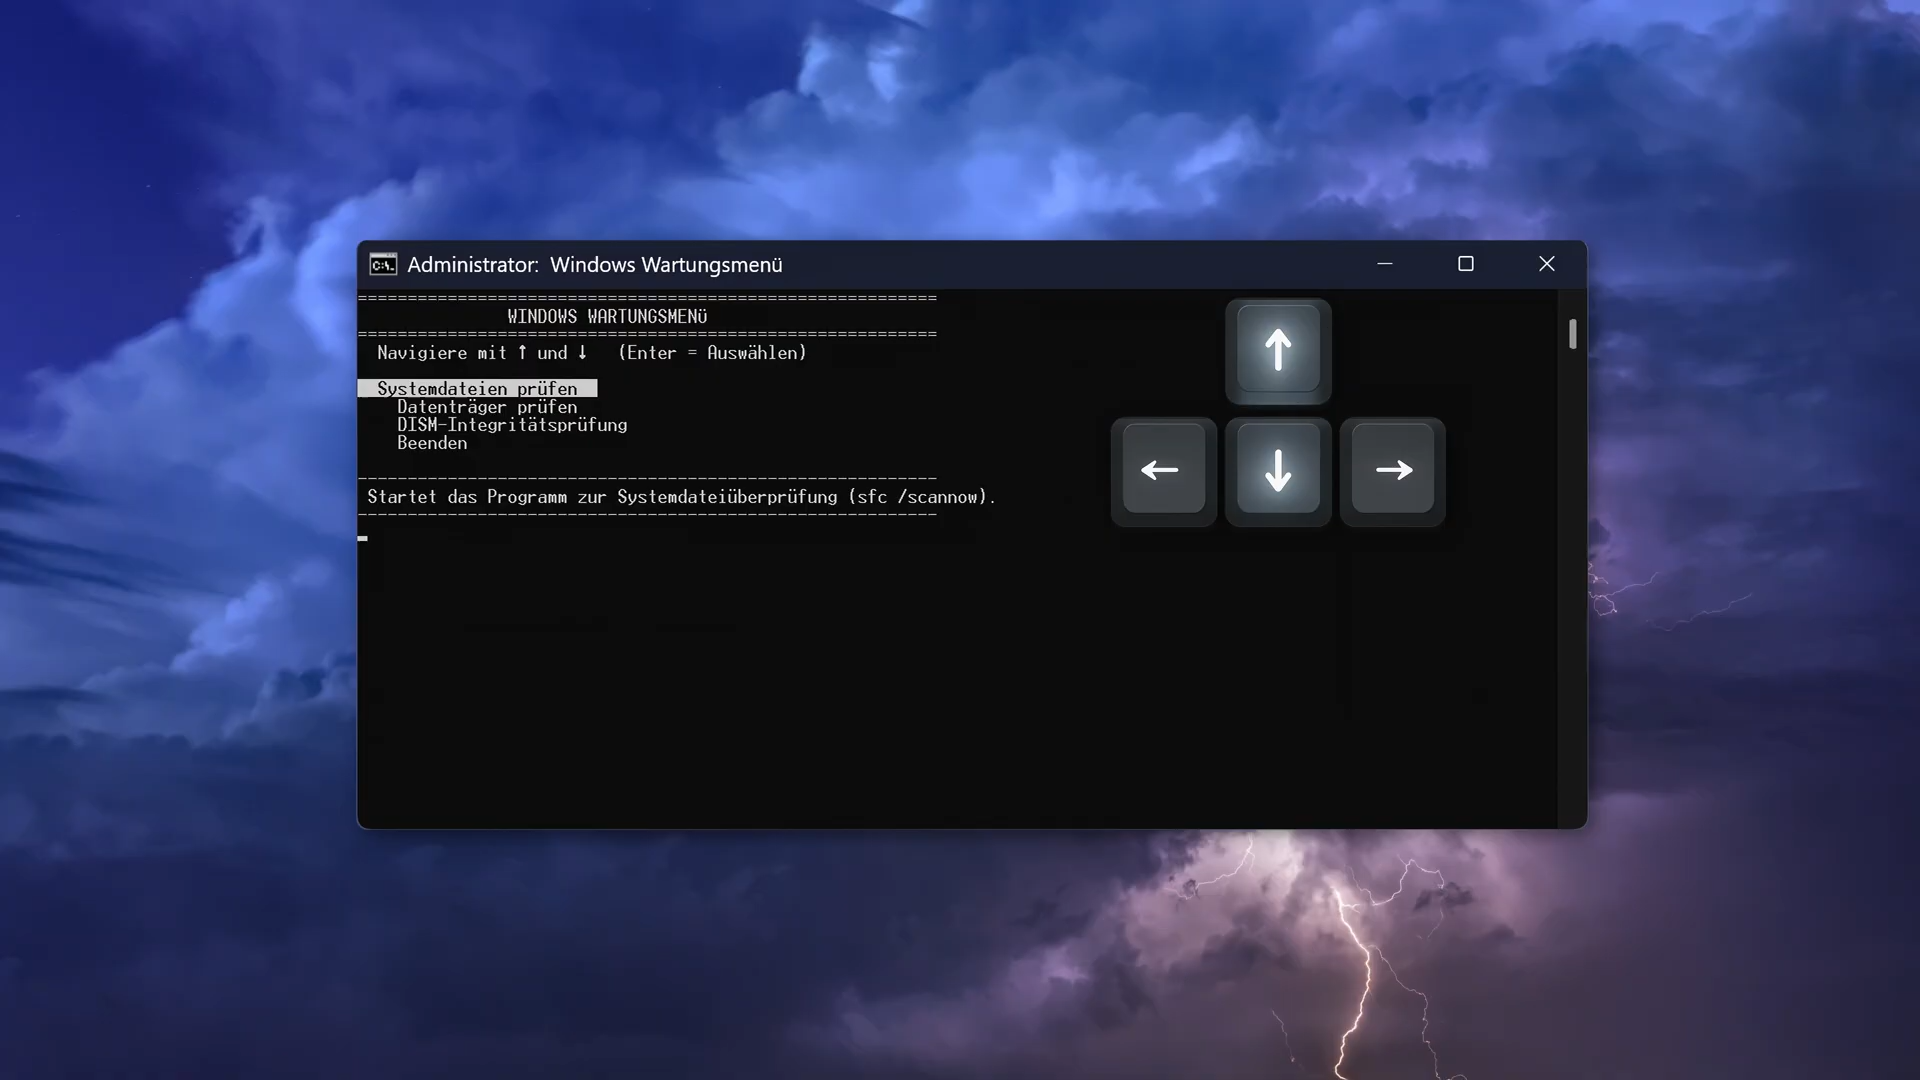 Administrator:  Windows Wartungsmenü
==========================================================
WINDOWS WARTUNGSMENü
==========================================================
Navigiere mit ↑ und ↓   (Enter = Auswählen)
Systemdateien prüfen
Datenträger prüfen
DISM-Integritätsprüfung
Beenden
----------------------------------------------------------
Startet das Programm zur Systemdateiüberprüfung (sfc /scannow).
----------------------------------------------------------
↑
← ↓ →